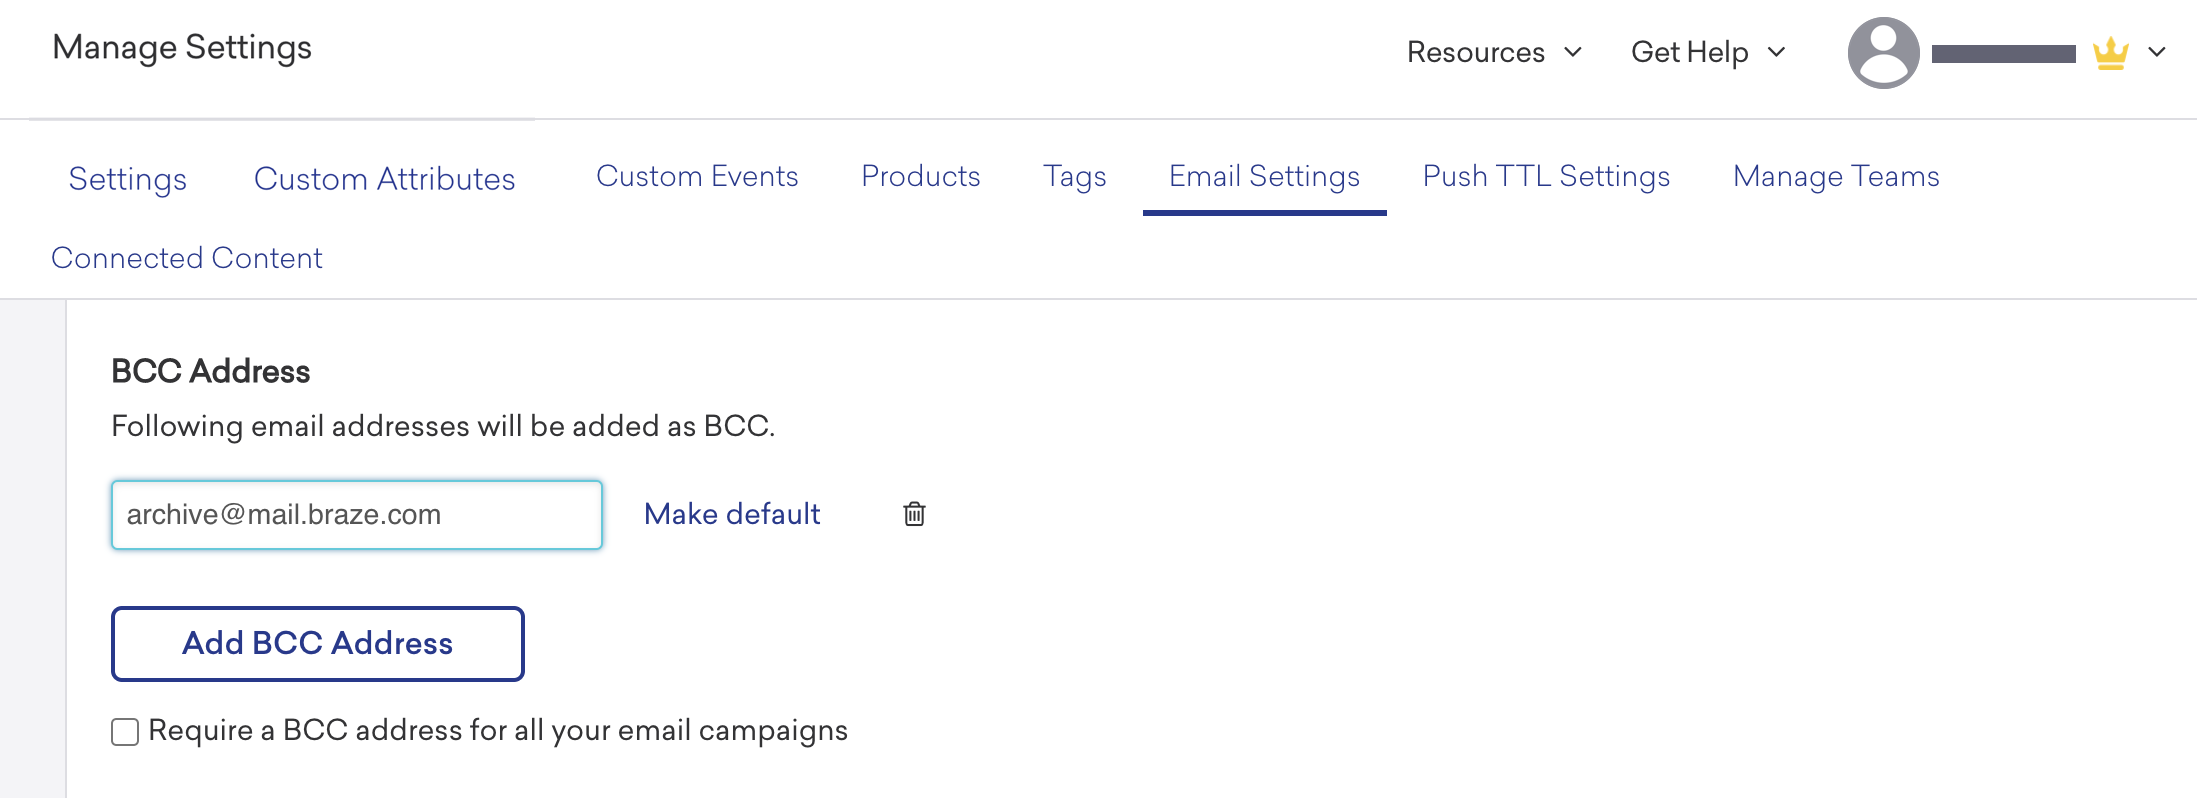 Manage Settings
Resources Get Help
Settings Custom Attributes Custom Events Products Tags Email Settings Push TTL Settings Manage Teams
Connected Content
BCC Address
Following email addresses will be added as BCC.
archive@mail.braze.com Make default
Add BCC Address
Require a BCC address for all your email campaigns